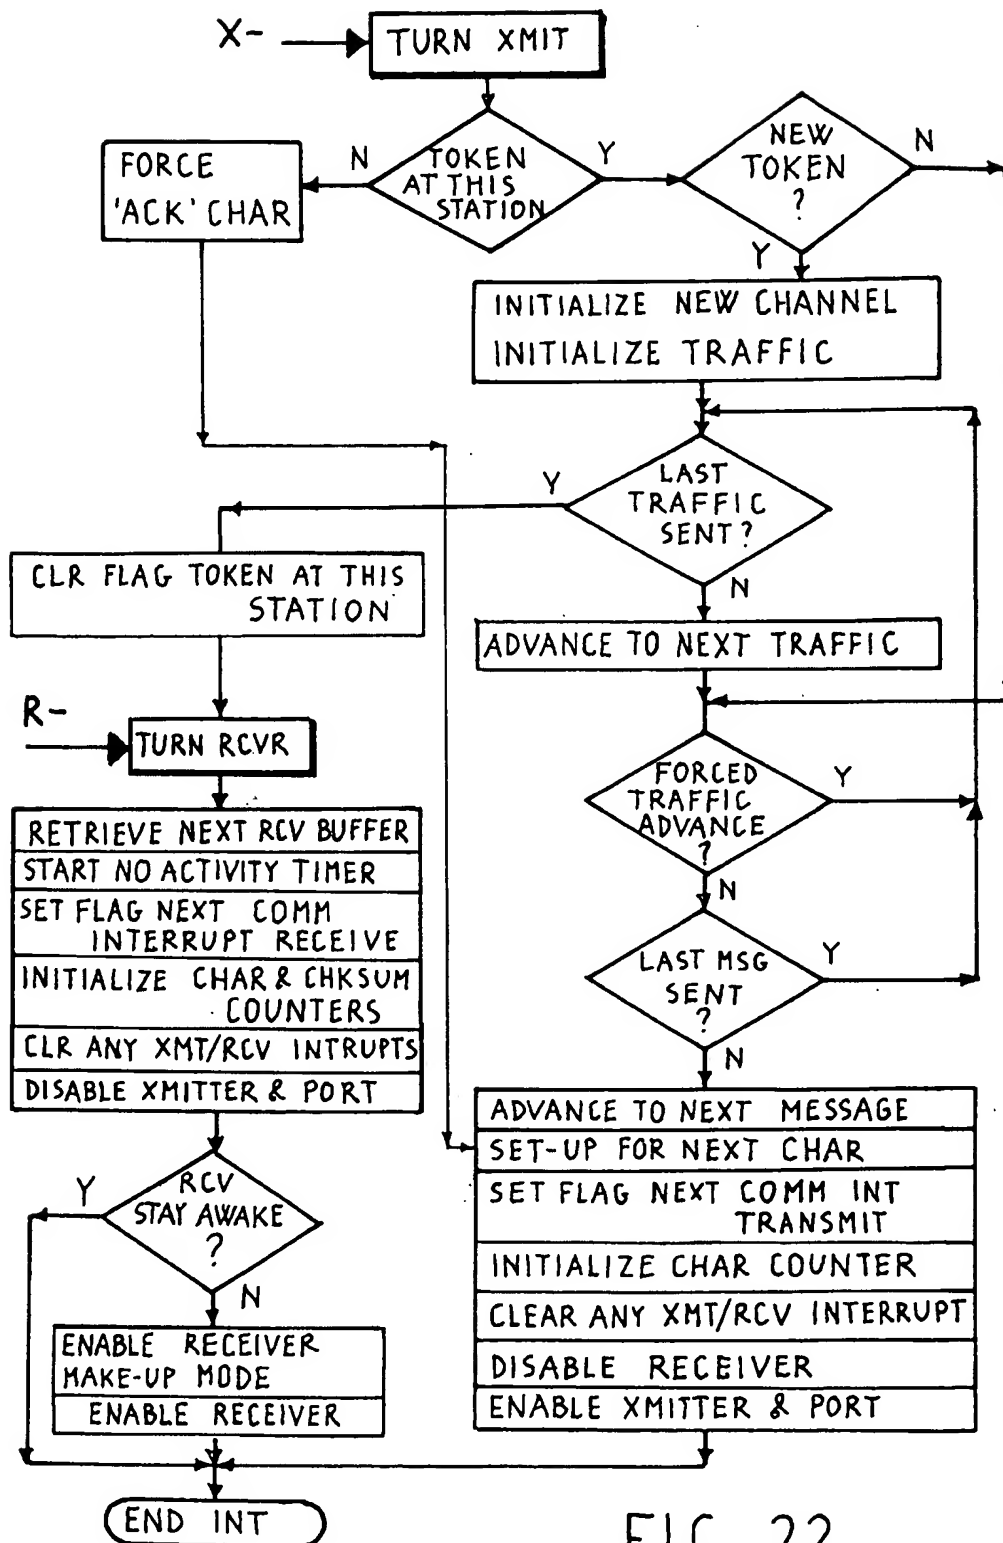 X-
TURN XMIT
TOKEN
AT THIS
STATION
N
Y
FORCE
'ACK' CHAR
NEW
TOKEN
?
N
Y
INITIALIZE NEW CHANNEL
INITIALIZE TRAFFIC
LAST
TRAFFIC
SENT?
Y
N
CLR FLAG TOKEN AT THIS
STATION
ADVANCE TO NEXT TRAFFIC
R-
TURN RCVR
FORCED
TRAFFIC
ADVANCE
?
Y
N
RETRIEVE NEXT RCV BUFFER
START NO ACTIVITY TIMER
SET FLAG NEXT COMM
INTERRUPT RECEIVE
INITIALIZE CHAR & CHKSUM
COUNTERS
CLR ANY XMT/RCV INTRUPTS
DISABLE XMITTER & PORT
LAST MSG
SENT
?
Y
N
RCV
STAY AWAKE
?
Y
N
ADVANCE TO NEXT MESSAGE
SET-UP FOR NEXT CHAR
SET FLAG NEXT COMM INT
TRANSMIT
INITIALIZE CHAR COUNTER
CLEAR ANY XMT/RCV INTERRUPT
DISABLE RECEIVER
ENABLE XMITTER & PORT
ENABLE RECEIVER
MAKE-UP MODE
ENABLE RECEIVER
END INT
FIG. 22